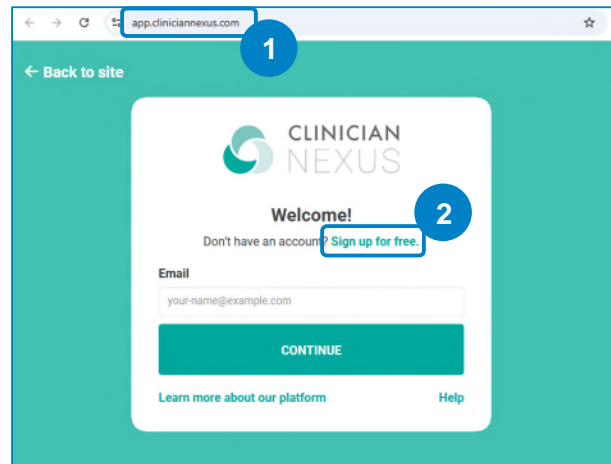 app.cliniciannexus.com
1
← Back to site
CLINICIAN
NEXUS
Welcome!
2
Don't have an account? Sign up for free.
Email
your-name@example.com
CONTINUE
Learn more about our platform Help